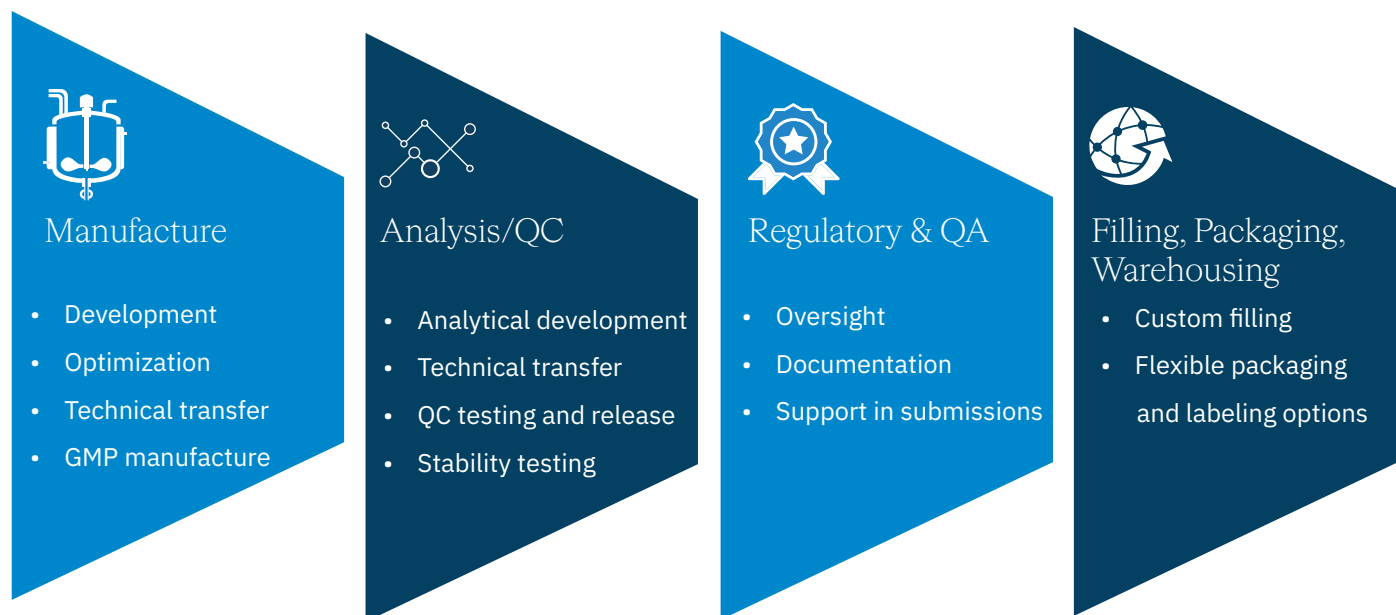 Manufacture
• Development
• Optimization
• Technical transfer
• GMP manufacture
Analysis/QC
• Analytical development
• Technical transfer
• QC testing and release
• Stability testing
Regulatory & QA
• Oversight
• Documentation
• Support in submissions
Filling, Packaging,
Warehousing
• Custom filling
• Flexible packaging
and labeling options